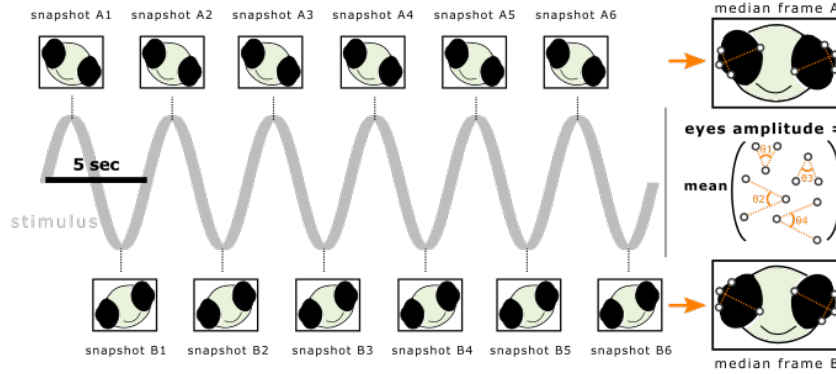 snapshot A1 snapshot A2 snapshot A3 snapshot A4 snapshot A5 snapshot A6
median frame A
eyes amplitude =
5 sec
mean
θ1
θ3
θ2
θ4
stimulus
snapshot B1 snapshot B2 snapshot B3 snapshot B4 snapshot B5 snapshot B6
median frame B